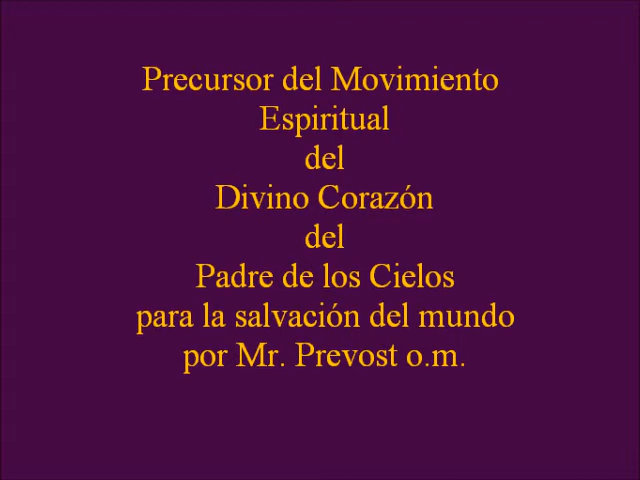 Precursor del Movimiento
Espiritual
del
Divino Corazón
del
Padre de los Cielos
para la salvación del mundo
por Mr. Prevost o.m.